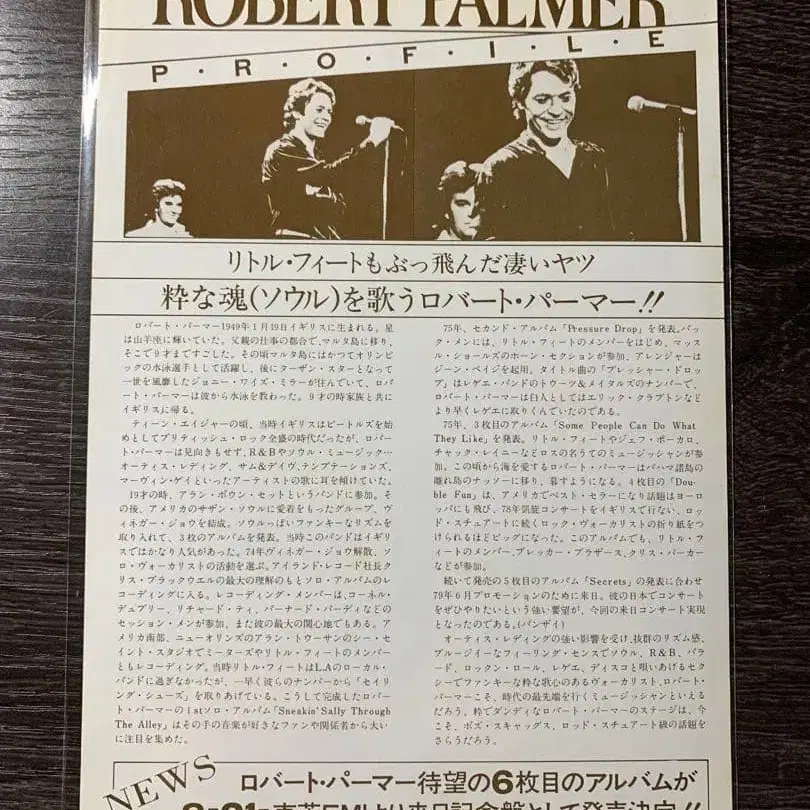 ROBERT PALMER
P・R・O・F・I・L・E
リトル・フィートもぶっ飛んだ凄いヤツ
粋な魂(ソウル)を歌うロバート・パーマー!!
ロバート・パーマー1949年1月19日イギリスに生まれる。星
は山羊座に輝いていた。父親の仕事の都合で、マルタ島に移り、
そこで9才まですごした。その頃マルタ島にはかつてオリンピ
ックの水泳選手として活躍し、後にターザン・スターとなって
一世を風靡したジョニー・ワイズ・ミラーが住んでいて、ロバ
ート・パーマーは彼から水泳を教わった。9才の時家族と共に
イギリスに帰る。
ティーン・エイジャーの頃、当時イギリスはビートルズを始
めとしてブリティッシュ・ロック全盛の時代だったが、ロバー
ト・パーマーは見向きもせず、R&Bやソウル・ミュージック…
オーティス・レディング、サム&デイヴ、テンプテーションズ、
マーヴィン・ゲイといったアーティストの歌に耳を傾けていた。
19才の時、アラン・ボウン・セットというバンドに参加。そ
の後、アメリカのサザン・ソウルに愛着をもったグループ、ヴ
ィネガー・ジョウを結成。ソウルっぽいファンキーなリズムを
取り入れて、3枚のアルバムを発表。当時このバンドはイギリ
スではかなり人気があった。74年ヴィネガー・ジョウ解散、ソ
ロ・ヴォーカリストの活動を選ぶ。アイランド・レコード社長ク
リス・ブラックウエルの最大の理解のもとソロ・アルバムのレ
コーディングに入る。レコーディング・メンバーは、コーネル・
デュプリー、リチャード・ティ、バーナード・パーディなどの
セッション・メンが参加、また彼の最大の関心地でもある。ア
メリカ南部、ニューオリンズのアラン・トゥーサンのシー・セ
イント・スタジオでミーターズやリトル・フィートのメンバー
ともレコーディング。当時リトル・フィートはL.Aのローカル・
バンドに過ぎなかったが、一早く彼らのナンバーから「セイリ
ング・シューズ」を取りあげている。こうして完成したロバー
ト・パーマーの1stソロ・アルバム「Sneakin' Sally Through
The Alley」はその手の音楽が好きなファンや関係者から大い
に注目を集めた。
75年、セカンド・アルバム「Pressure Drop」を発表。バッ
ク・メンには、リトル・フィートのメンバーをはじめ、マッス
ル・ショールズのホーン・セクションが参加、アレンジャーは
ジーン・ペイジを起用。タイトル曲の「プレッシャー・ドロッ
プ」はレゲエ・バンドのトゥーツ&メイタルズのナンバーで、
ロバート・パーマーは白人としてはエリック・クラプトンなど
より早くレゲエに取りくんでいたのである。
75年、3枚目のアルバム「Some People Can Do What
They Like」を発表。リトル・フィートやジェフ・ポーカロ、
チャック・レイニーなどロスの名うてのミュージシャンが参
加。この頃から海を愛するロバート・パーマーはバハマ諸島の
離れ島のナッソーに移り、暮すようになる。4枚目の「Dou-
ble Fun」は、アメリカでベスト・セラーになり話題はヨーロ
ッパにも飛び、78年凱旋コンサートをイギリスで行ない、ロッ
ド・スチュアートに続くロック・ヴォーカリストの折り紙をつ
けられるほどビッグになった。このアルバムでも、リトル・フ
ィートのメンバー、ブレッカー・ブラザース、クリス・パーカー
などが参加。
続いて発売の5枚目のアルバム「Secrets」の発表に合わせ
79年6月プロモーションのために来日。彼の日本でコンサート
をぜひやりたいという強い要望が、今回の来日コンサート実現
となったのである。(バンザイ)
オーティス・レディングの強い影響を受け、抜群のリズム感、
ブルージイーなフィーリング・センスでソウル、R&B、バラ
ード、ロックン・ロール、レゲエ、ディスコと唄いあげるセク
シーでファンキーな粋な歌心のあるヴォーカリスト、ロバート・
パーマーこそ、時代の最先端を行くミュージッシャンといえる
だろう。粋でダンディなロバート・パーマーのステージは、今
こそ、ボズ・スキャッグス、ロッド・スチュアート級の話題を
さらうだろう。
NEWS
ロバート・パーマー待望の6枚目のアルバムが
東芝EMIより来日記念盤として発売決定!!